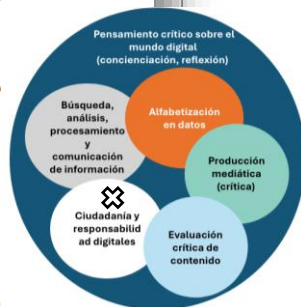 Pensamiento crítico sobre el
mundo digital
(concienciación, reflexión)
Búsqueda,
análisis,
procesamiento
y
comunicación
de información
Alfabetización
en datos
Producción
mediática
(crítica)
Ciudadanía y
responsabilid
ad digitales
Evaluación
crítica de
contenido